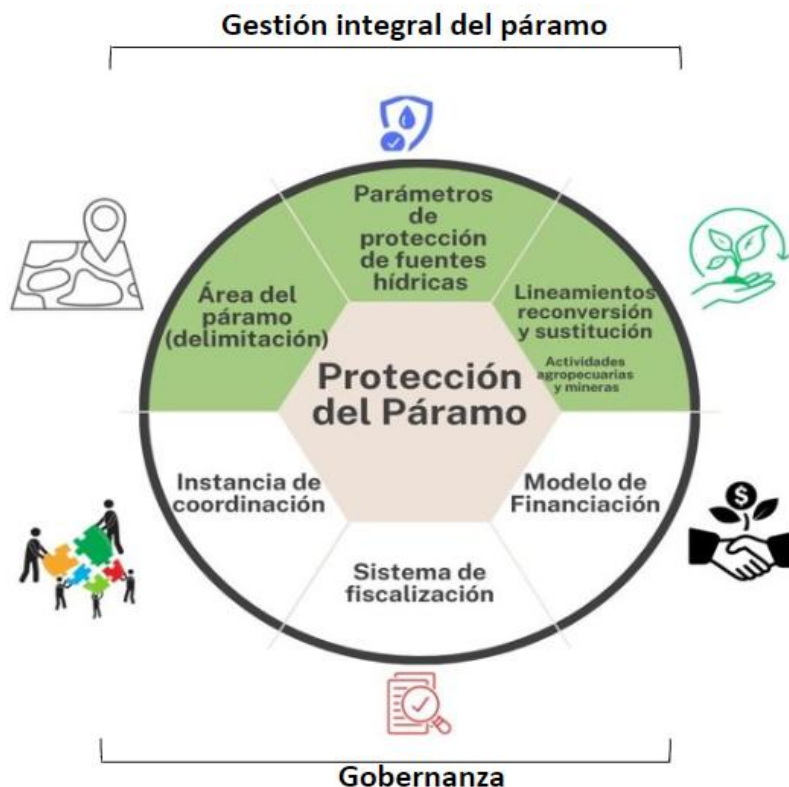 Gestión integral del páramo
Parámetros
de
protección
de fuentes
hídricas
Área del
páramo
(delimitación)
Lineamientos
reconversión
y sustitución
Actividades
agropecuarias
y mineras
Protección
del Páramo
Instancia de
coordinación
Modelo de
Financiación
Sistema de
fiscalización
$
Gobernanza